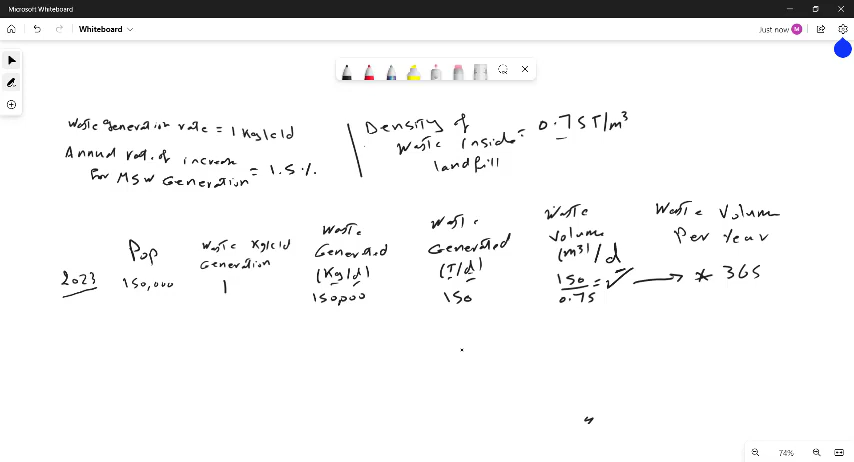 Microsoft Whiteboard
Whiteboard
Just now
M
Waste Generation rate = 1 Kg/c/d
Annual rat. of increase
for MSW Generation = 1.5 %.
Density of
Waste inside = 0.75 T/m³
landfill
2023
Pop
150,000
Waste Kg/c/d
Generation
1
Waste
Generated
(Kg/d)
150,000
Waste
Generated
(T/d)
150
Waste
Volume
(m³)/d
150
0.75
= ✓
Waste Volume
Per Year
* 365
74%